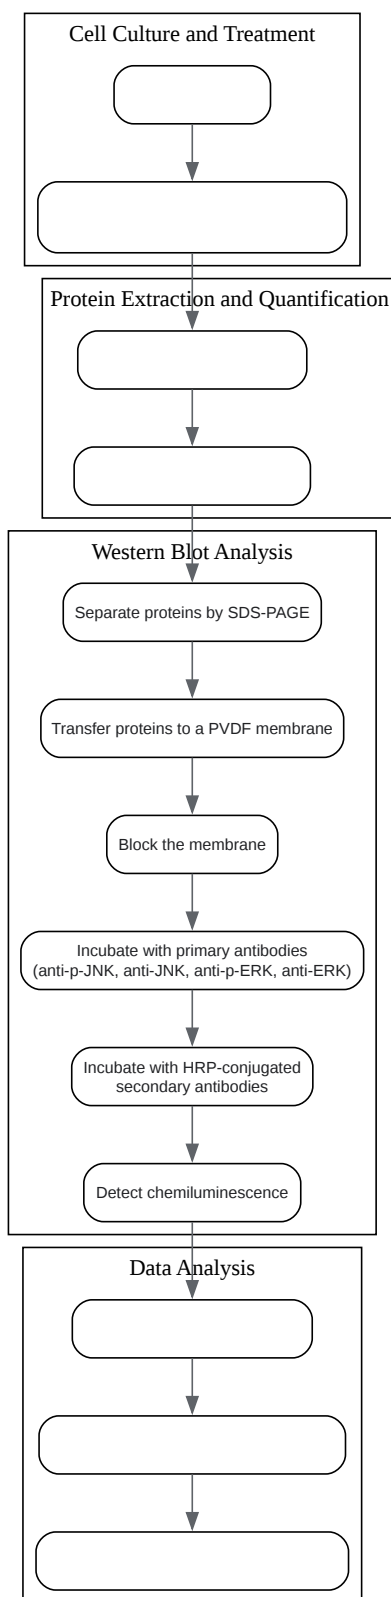 Cell Culture and Treatment
Protein Extraction and Quantification
Western Blot Analysis
Separate proteins by SDS-PAGE
Transfer proteins to a PVDF membrane
Block the membrane
Incubate with primary antibodies
(anti-p-JNK, anti-JNK, anti-p-ERK, anti-ERK)
Incubate with HRP-conjugated
secondary antibodies
Detect chemiluminescence
Data Analysis